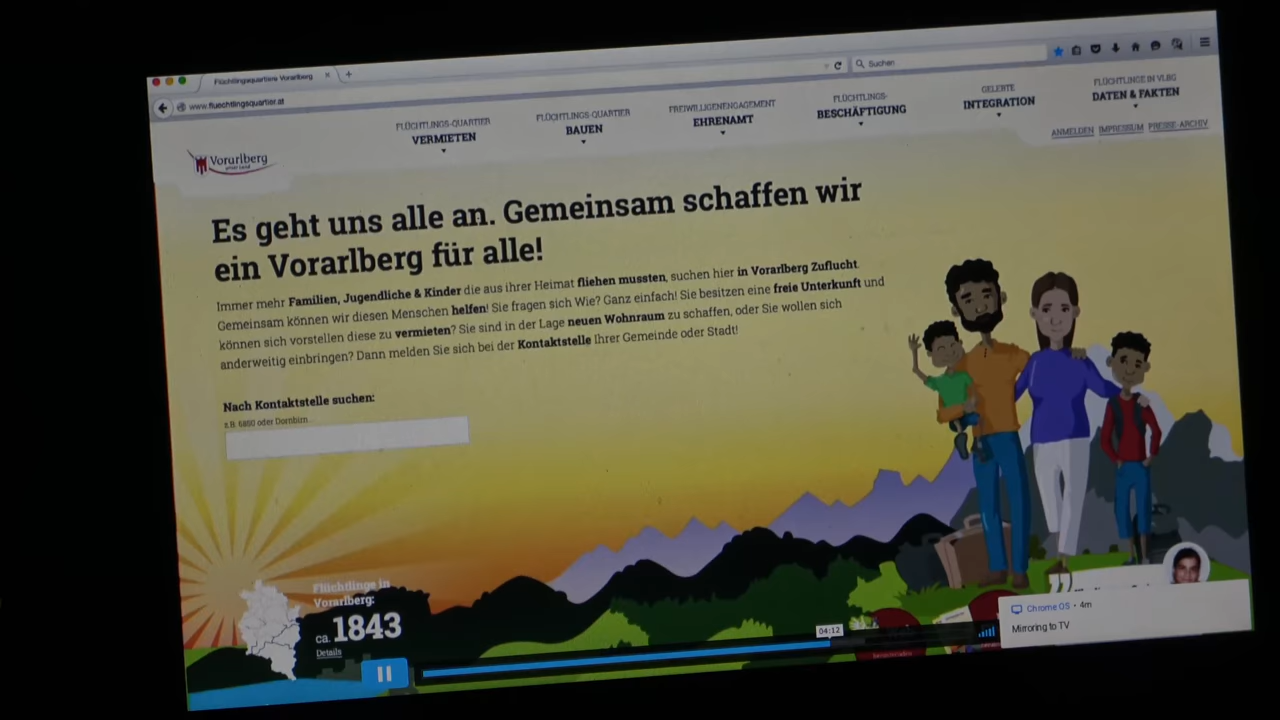 Flüchtlingsquartiere Vorarlberg
www.fluechtlingsquartier.at
Suchen
FLÜCHTLINGS-QUARTIER
VERMIETEN
FLÜCHTLINGS-QUARTIER
BAUEN
FREIWILLIGENENGAGEMENT
EHRENAMT
FLÜCHTLINGS-
BESCHÄFTIGUNG
GELEBTE
INTEGRATION
FLÜCHTLINGE IN VLBG
DATEN & FAKTEN
ANMELDEN IMPRESSUM PRESSE-ARCHIV
Vorarlberg
unser Land
Es geht uns alle an. Gemeinsam schaffen wir
ein Vorarlberg für alle!
Immer mehr Familien, Jugendliche & Kinder die aus ihrer Heimat fliehen mussten, suchen hier in Vorarlberg Zuflucht.
Gemeinsam können wir diesen Menschen helfen! Sie fragen sich Wie? Ganz einfach! Sie besitzen eine freie Unterkunft und
können sich vorstellen diese zu vermieten? Sie sind in der Lage neuen Wohnraum zu schaffen, oder Sie wollen sich
anderweitig einbringen? Dann melden Sie sich bei der Kontaktstelle Ihrer Gemeinde oder Stadt!
Nach Kontaktstelle suchen:
z.B. 6850 oder Dornbirn
Flüchtlinge in
Vorarlberg:
ca. 1843
Details
04:12
Chrome OS • 4m
Mirroring to TV